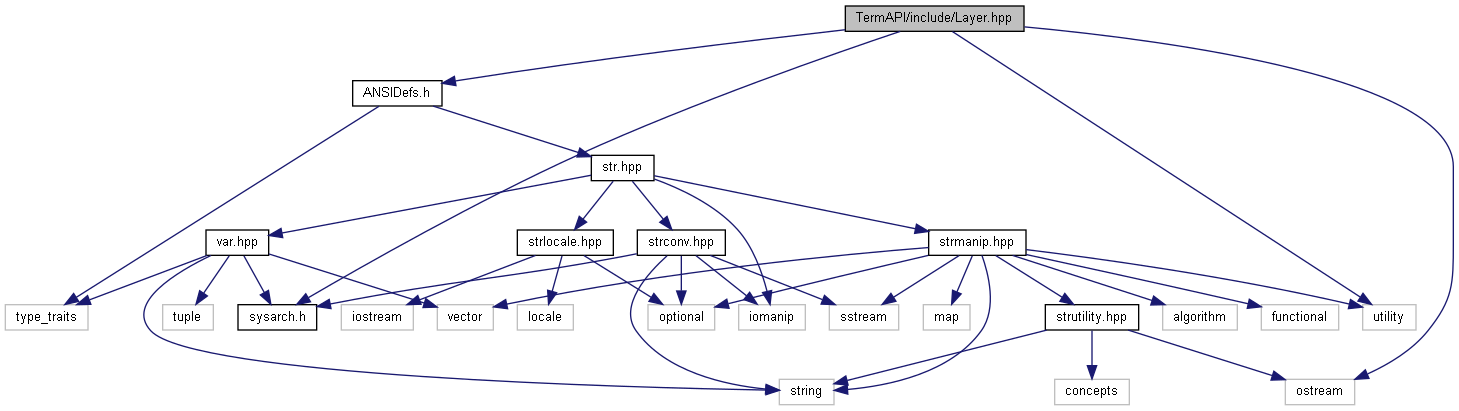 TermAPI/include/Layer.hpp
ANSIDefs.h
str.hpp
var.hpp
strlocale.hpp
strconv.hpp
strmanip.hpp
type_traits
tuple
sysarch.h
iostream
vector
locale
optional
iomanip
sstream
map
strutility.hpp
algorithm
functional
utility
string
concepts
ostream